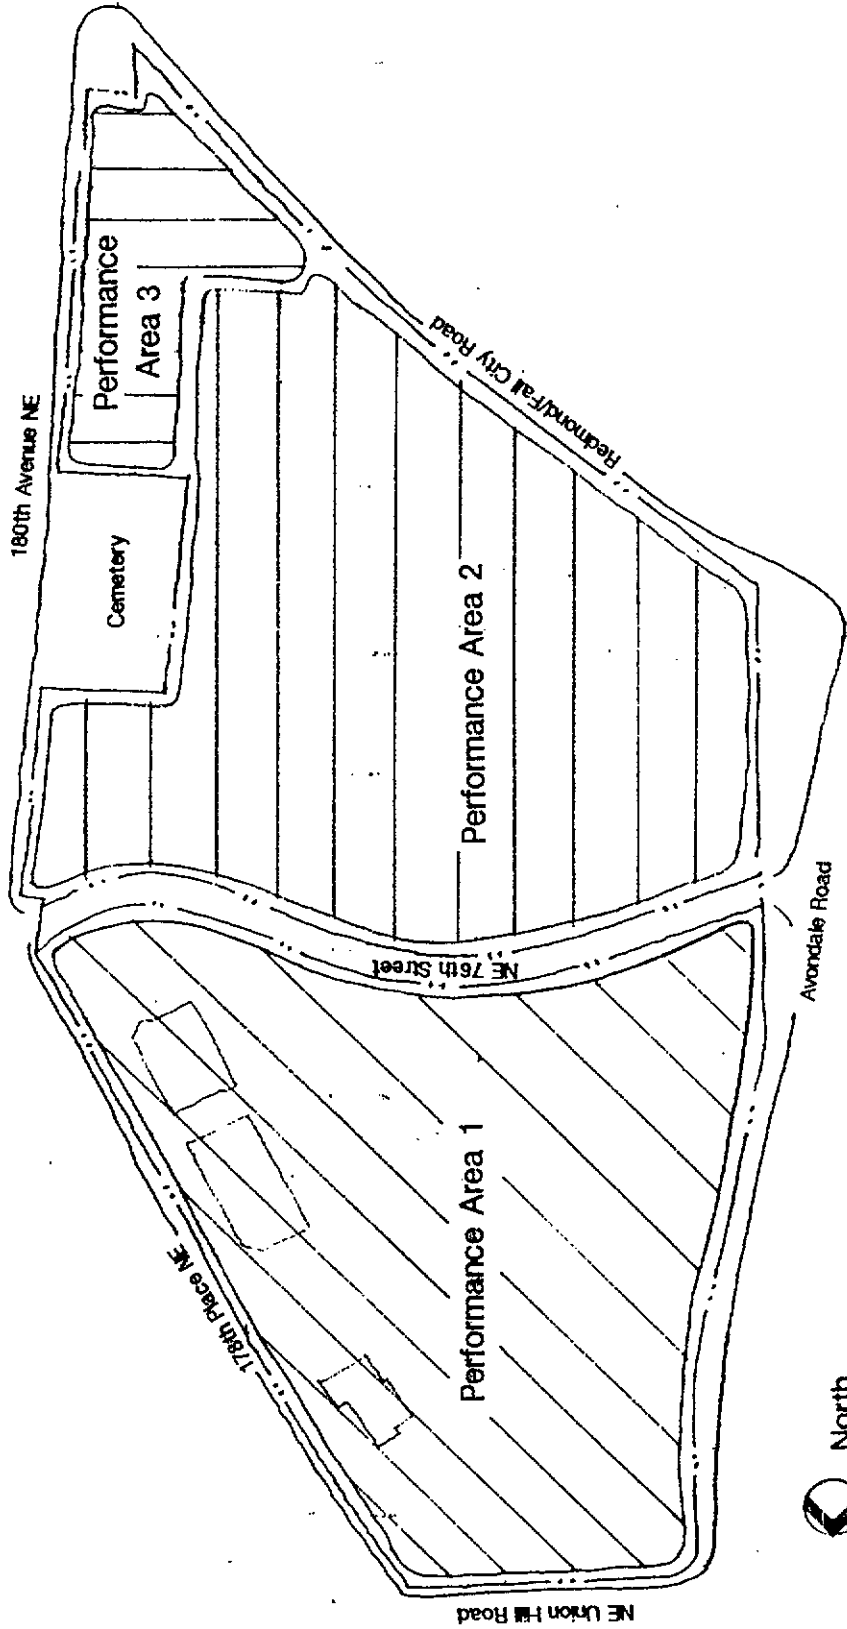 180th Avenue NE
Performance
Area 3
Cemetery
Redmond/Fall City Road
Performance Area 2
NE 76th Street
Avondale Road
178th Place NE
Performance Area 1
NE Union Hill Road
North